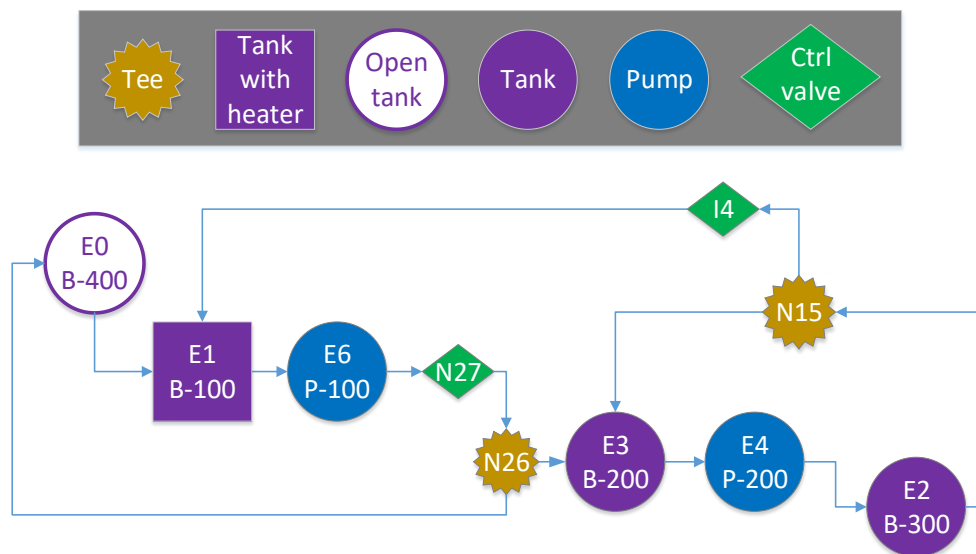 Tee
Tank
with
heater
Open
tank
Tank
Pump
Ctrl
valve
I4
E0
B-400
N15
E1
B-100
E6
P-100
N27
N26
E3
B-200
E4
P-200
E2
B-300